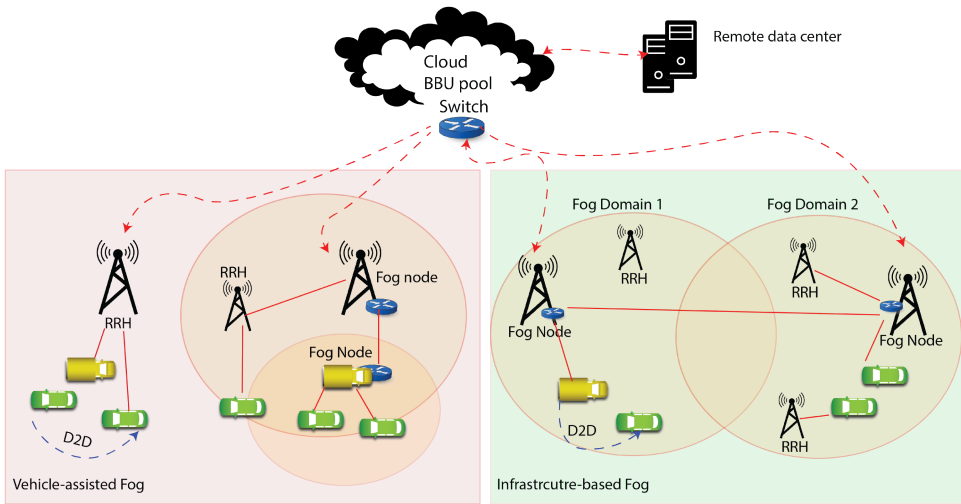 Cloud
BBU pool
Switch
Remote data center
RRH
RRH
Fog node
Fog Node
D2D
Vehicle-assisted Fog
Fog Domain 1
Fog Domain 2
RRH
RRH
Fog Node
Fog Node
D2D
RRH
Infrastrcutre-based Fog